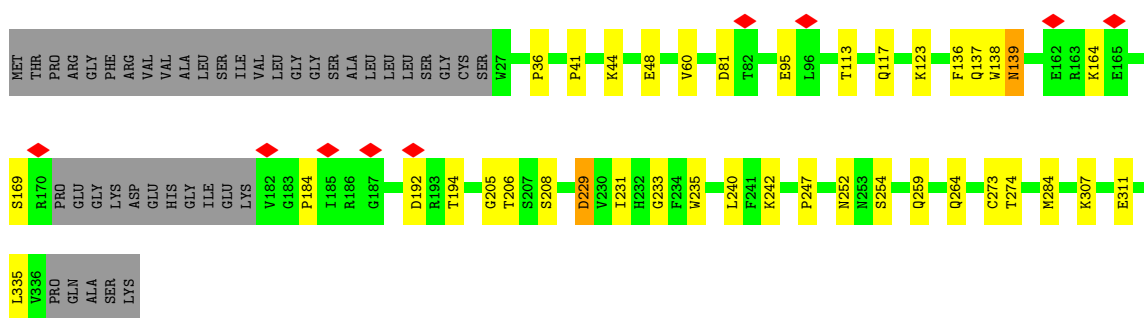 MET THR PRO ARG GLY PHE ARG VAL VAL ALA LEU SER ILE VAL LEU GLY GLY SER ALA LEU LEU LEU SER GLY CYS SER W27 P36 P41 K44 E48 V60 D81 T82 E95 L96 T113 Q117 K123 F136 Q137 W138 N139 E162 R163 K164 E165
S169 R170 PRO GLU GLY LYS ASP GLU HIS GLY ILE GLU LYS V182 G183 P184 I185 R186 G187 D192 R193 T194 G205 T206 S207 S208 D229 V230 I231 H232 G233 F234 W235 L240 F241 K242 P247 N252 N253 S254 Q259 Q264 C273 T274 M284 K307 E311
L335 V336 PRO GLN ALA SER LYS